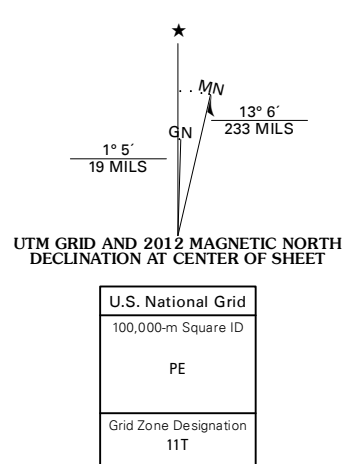 ★
MN
GN
13° 6´
233 MILS
1° 5´
19 MILS
UTM GRID AND 2012 MAGNETIC NORTH
DECLINATION AT CENTER OF SHEET
U.S. National Grid
100,000-m Square ID
PE
Grid Zone Designation
11T